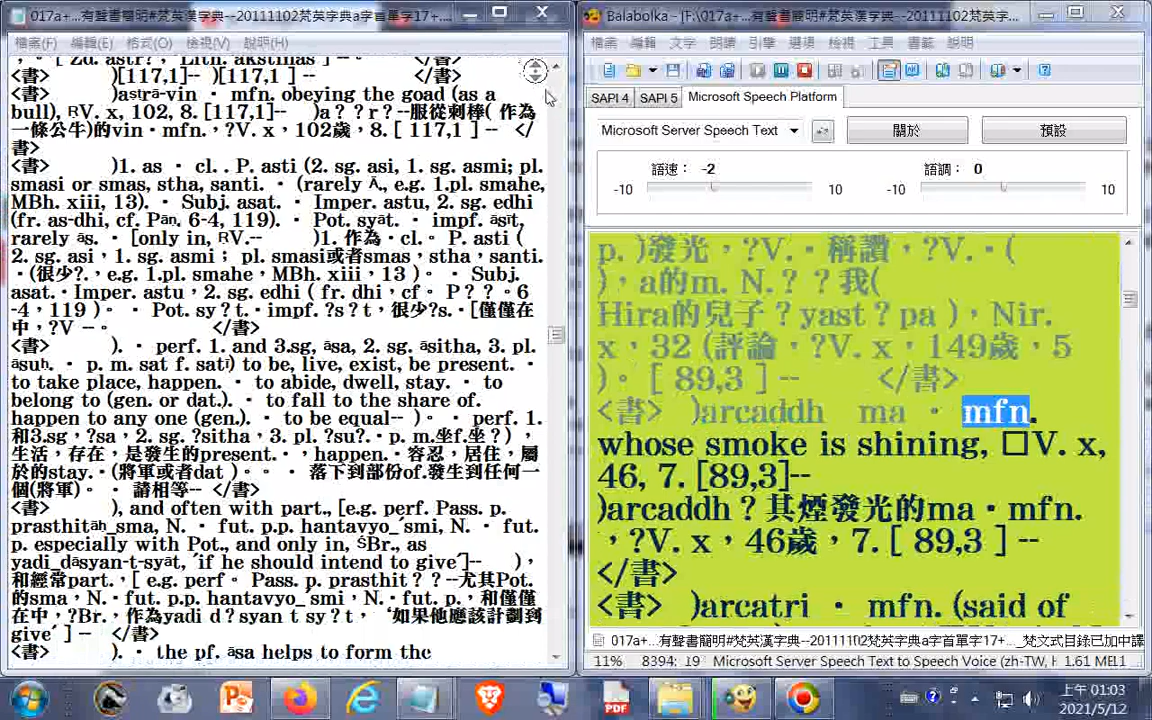 017a+...有聲書簡明#梵英漢字典--20111102梵英字典a字首單字17+...
檔案(F) 編輯(E) 格式(O) 檢視(V) 說明(H)
<書> )[117,1]-- )[117,1 ] -- </書>
<書> )aṣṭrā-vin ‧ mfn. obeying the goad (as a
bull), RV. x, 102, 8. [117,1]-- )a？？r？--服從刺棒( 作為
一條公牛)的vin‧mfn.，?V. x，102歲，8. [ 117,1 ] -- </
書>
<書> )1. as ‧ cl. . P. asti (2. sg. asi, 1. sg. asmi; pl.
smasi or smas, stha, santi. ‧ (rarely Ā., e.g. 1.pl. smahe,
MBh. xiii, 13). ‧ Subj. asat. ‧ Imper. astu, 2. sg. edhi
(fr. as-dhi, cf. Pāṇ. 6-4, 119). ‧ Pot. syāt. ‧ impf. āsīt,
rarely ās. ‧ [only in, RV.-- )1. 作為‧cl.。 P. asti (
2. sg. asi，1. sg. asmi； pl. smasi或者smas，stha，santi.
‧(很少?.，e.g. 1.pl. smahe，MBh. xiii，13 )。‧ Subj.
asat.‧Imper. astu，2. sg. edhi ( fr. dhi，cf。 P？？。6
-4，119 )。‧ Pot. sy？t.‧impf. ?s？t，很少?s.‧[僅僅在
中，?V --。 </書>
<書> ). ‧ perf. 1. and 3.sg, āsa, 2. sg. āsitha, 3. pl.
āsuḥ. ‧ p. m. sat f. satī) to be, live, exist, be present. ‧
to take place, happen. ‧ to abide, dwell, stay. ‧ to
belong to (gen. or dat.). ‧ to fall to the share of.
happen to any one (gen.). ‧ to be equal-- )。‧ perf. 1.
和3.sg，?sa，2. sg. ?sitha，3. pl. ?su?.‧p. m.坐f.坐？)，
生活，存在，是發生的present.‧，happen.‧容忍，居住，屬
於的stay.‧(將軍或者dat )。。‧ 落下到部份of.發生到任何一
個(將軍)。‧ 請相等-- </書>
<書> ), and often with part., [e.g. perf. Pass. p.
prasthitāḥ_sma, N. ‧ fut. p.p. hantavyo_'smi, N. ‧ fut.
p. especially with Pot., and only in, ŚBr., as
yadi_dāsyan-t-syāt, 'if he should intend to give']-- )，
和經常part.，[ e.g. perf。 Pass. p. prasthit？？--尤其Pot.
的sma，N.‧fut. p.p. hantavyo_'smi，N.‧fut. p.，和僅僅
在中，?Br.，作為yadi d？syan t sy？t，‘如果他應該計劃到
give’] -- </書>
<書> ). ‧ the pf. āsa helps to form the
Balabolka - [F:\017a+...有聲書簡明#梵英漢字典--20111102梵英字...
檔案 編輯 文字 朗讀 引擎 選項 檢視 工具 書籤 說明
SAPI 4 SAPI 5 Microsoft Speech Platform
Microsoft Server Speech Text 關於 預設
語速： -2 語調： 0
-10 10 -10 10
p. )發光，?V.‧稱讚，?V.‧(
)，a的m. N.？？我(
Hira的兒子？yast？pa )，Nir.
x，32 (評論，?V. x，149歲，5
)。[ 89,3 ] -- </書>
<書> )arcaddh ma ‧ mfn.
whose smoke is shining, □V. x,
46, 7. [89,3]--
)arcaddh？其煙發光的ma‧mfn.
，?V. x，46歲，7. [ 89,3 ] --
</書>
<書> )arcatri ‧ mfn. (said of
017a+...有聲書簡明#梵英漢字典--20111102梵英字典a字首單字17+..._梵文式目錄已加中譯
11% 8394: 19 Microsoft Server Speech Text to Speech Voice (zh-TW, H 1.61 MB
上午 01:03
2021/5/12